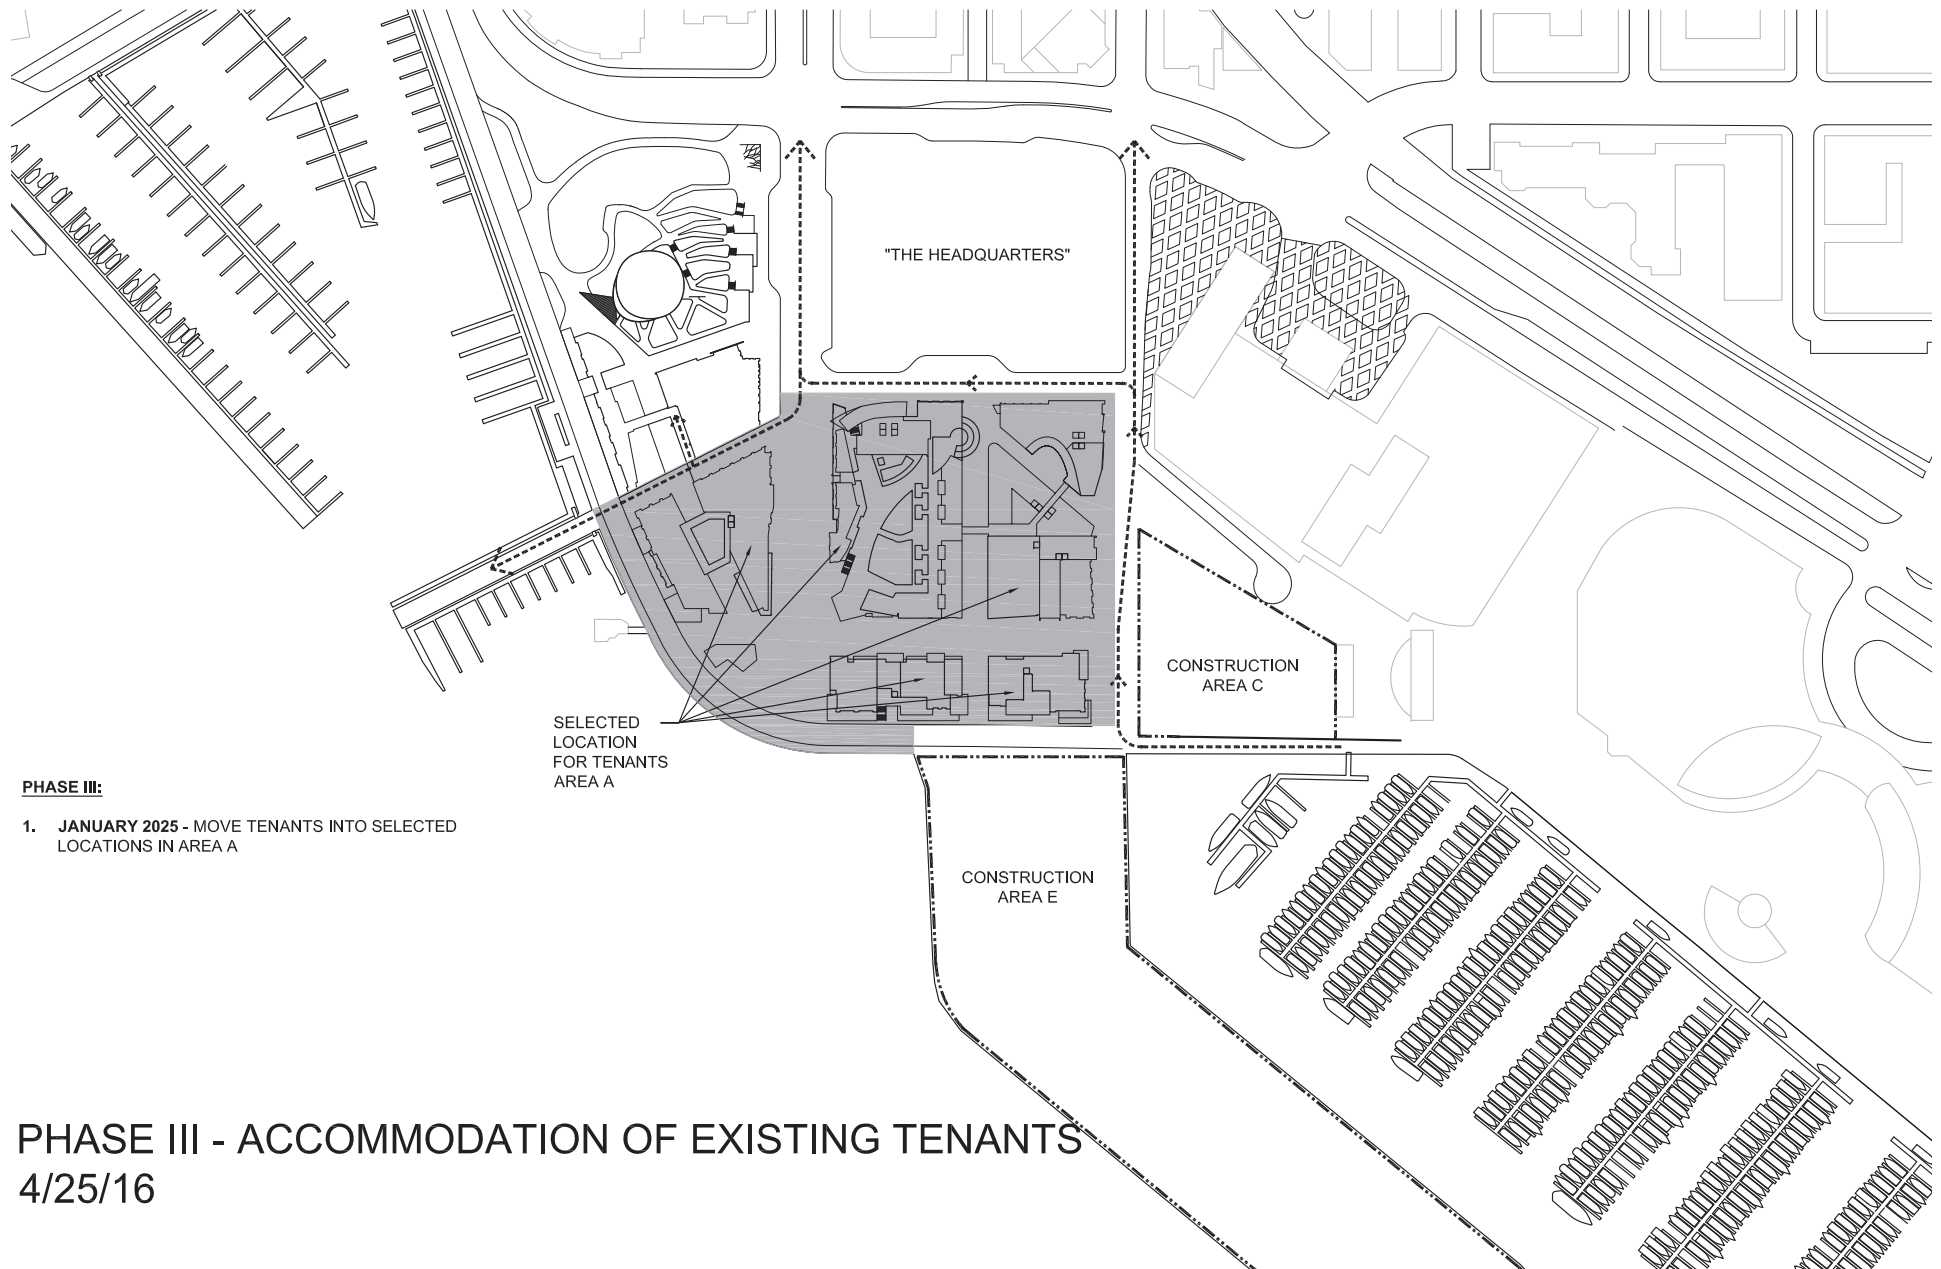 "THE HEADQUARTERS"
CONSTRUCTION
AREA C
SELECTED
LOCATION
FOR TENANTS
AREA A
PHASE III:
1. JANUARY 2025 - MOVE TENANTS INTO SELECTED
LOCATIONS IN AREA A
CONSTRUCTION
AREA E
PHASE III - ACCOMMODATION OF EXISTING TENANTS
4/25/16